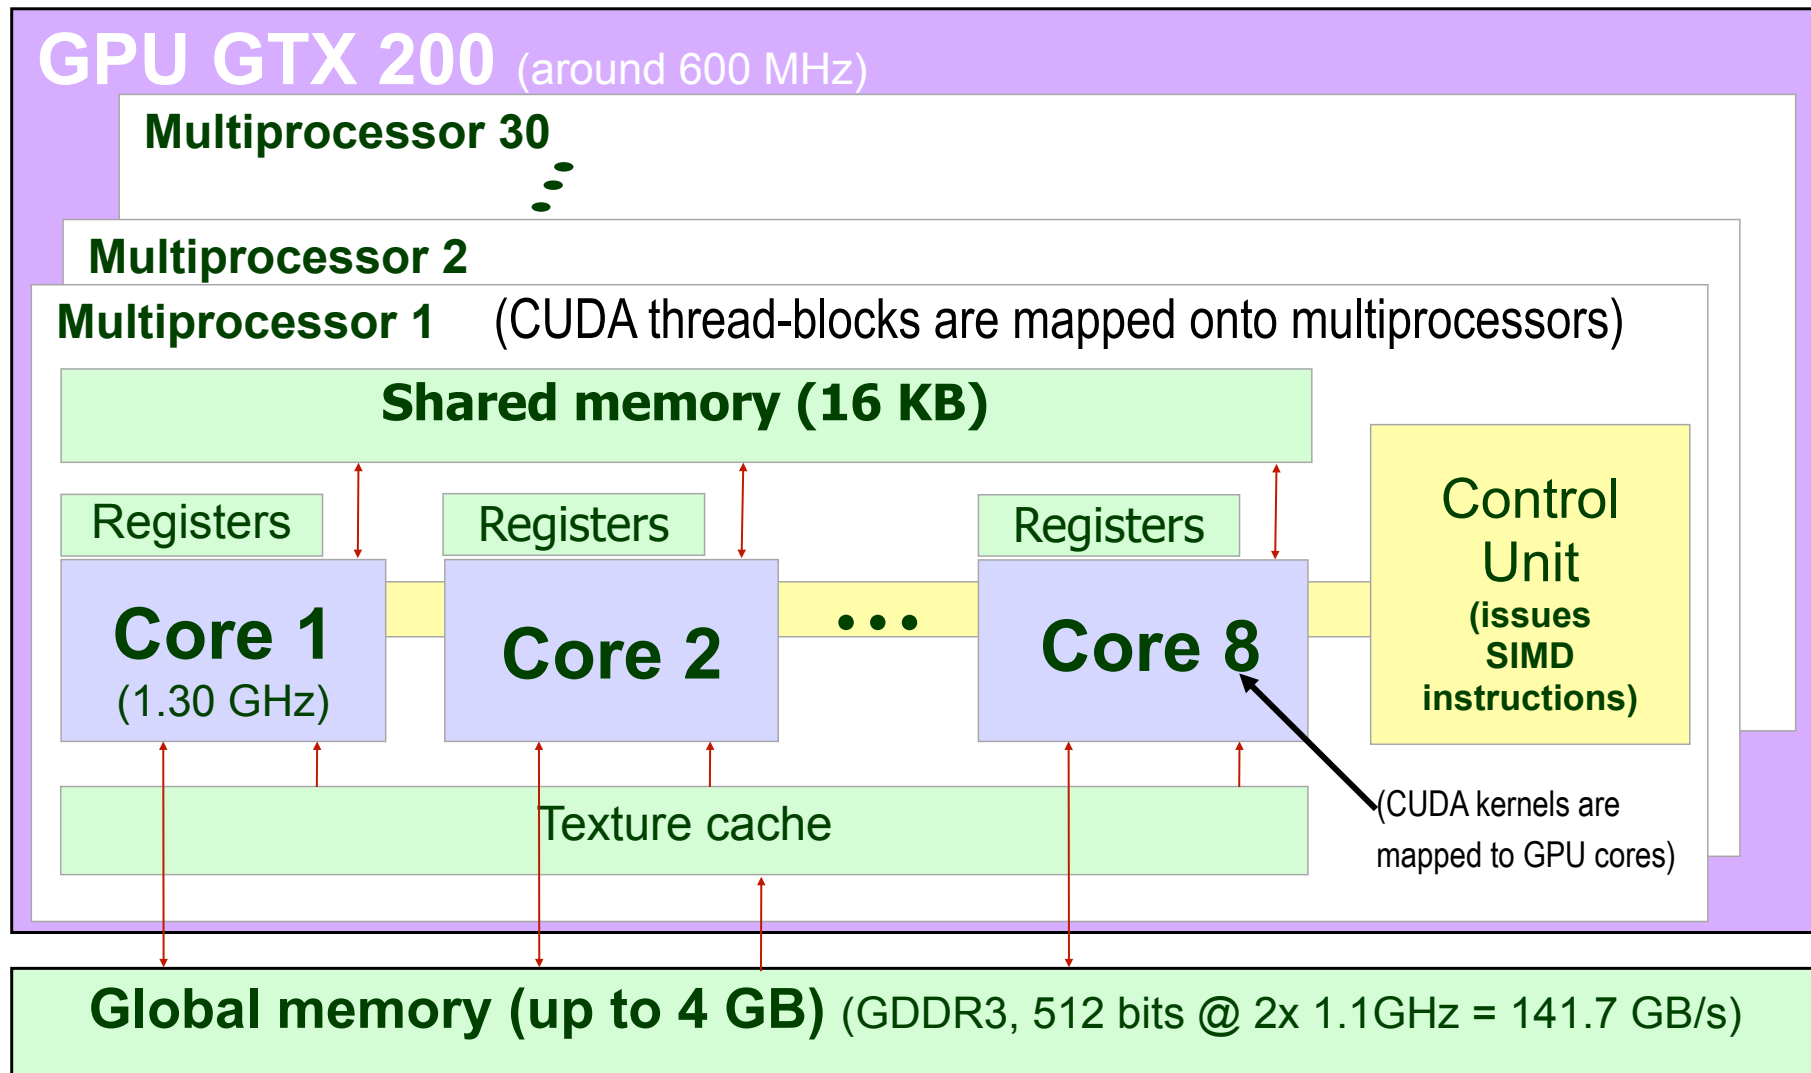 GPU GTX 200 (around 600 MHz)
Multiprocessor 30
Multiprocessor 2
Multiprocessor 1 (CUDA thread-blocks are mapped onto multiprocessors)
Shared memory (16 KB)
Registers Registers Registers
Core 1
(1.30 GHz)
Core 2
...
Core 8
Control
Unit
(issues
SIMD
instructions)
Texture cache
(CUDA kernels are
mapped to GPU cores)
Global memory (up to 4 GB) (GDDR3, 512 bits @ 2x 1.1GHz = 141.7 GB/s)